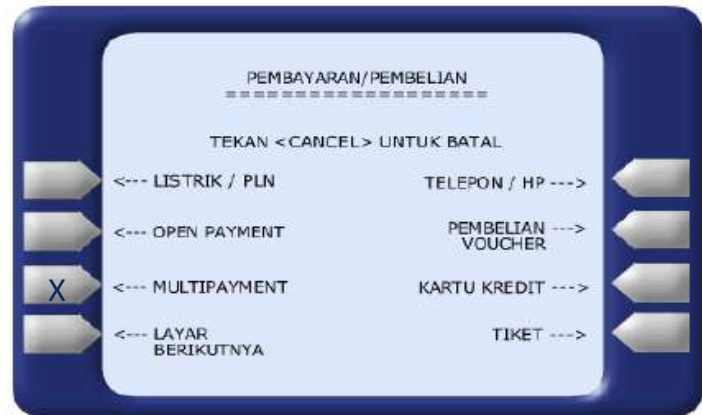 PEMBAYARAN/PEMBELIAN
===================
TEKAN <CANCEL> UNTUK BATAL
<--- LISTRIK / PLN
TELEPON / HP --->
<--- OPEN PAYMENT
PEMBELIAN --->
VOUCHER
X
<--- MULTIPAYMENT
KARTU KREDIT --->
<--- LAYAR
BERIKUTNYA
TIKET --->